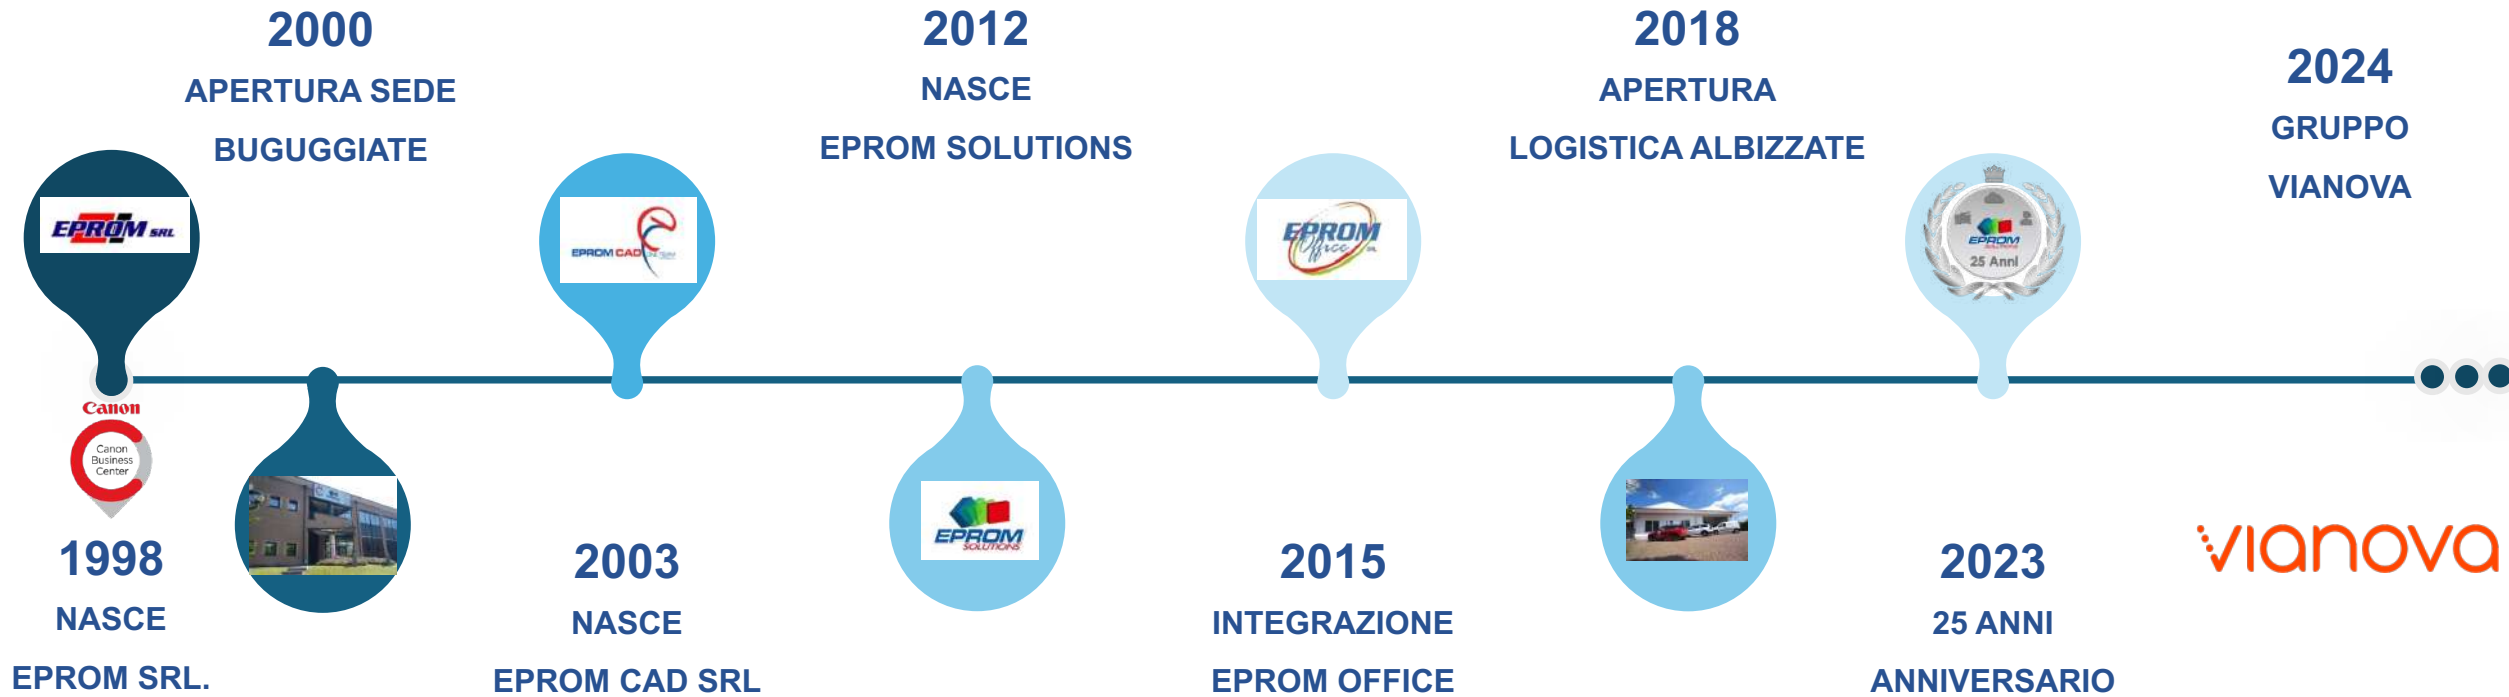 2000
APERTURA SEDE
BUGUGGIATE
2012
NASCE
EPROM SOLUTIONS
2018
APERTURA
LOGISTICA ALBIZZATE
2024
GRUPPO
VIANOVA
EPROM SRL
EPROM CAD
EPROM
Office
EPROM
SOLUTIONS
25 Anni
Canon
Canon
Business
Center
EPROM
SOLUTIONS
vianova
1998
NASCE
EPROM SRL.
2003
NASCE
EPROM CAD SRL
2015
INTEGRAZIONE
EPROM OFFICE
2023
25 ANNI
ANNIVERSARIO